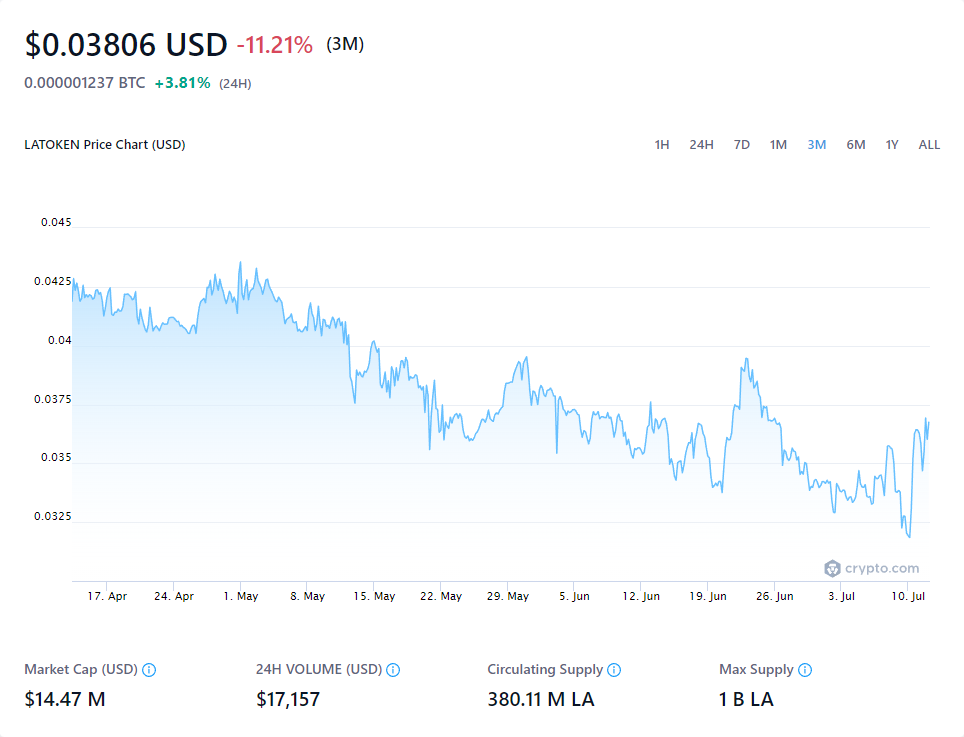 $0.03806 USD -11.21% (3M)
0.000001237 BTC +3.81% (24H)
LATOKEN Price Chart (USD) 1H 24H 7D 1M 3M 6M 1Y ALL
0.045
0.0425
0.04
0.0375
0.035
0.0325
crypto.com
17. Apr 24. Apr 1. May 8. May 15. May 22. May 29. May 5. Jun 12. Jun 19. Jun 26. Jun 3. Jul 10. Jul
Market Cap (USD) 24H VOLUME (USD) Circulating Supply Max Supply
$14.47 M $17,157 380.11 M LA 1 B LA